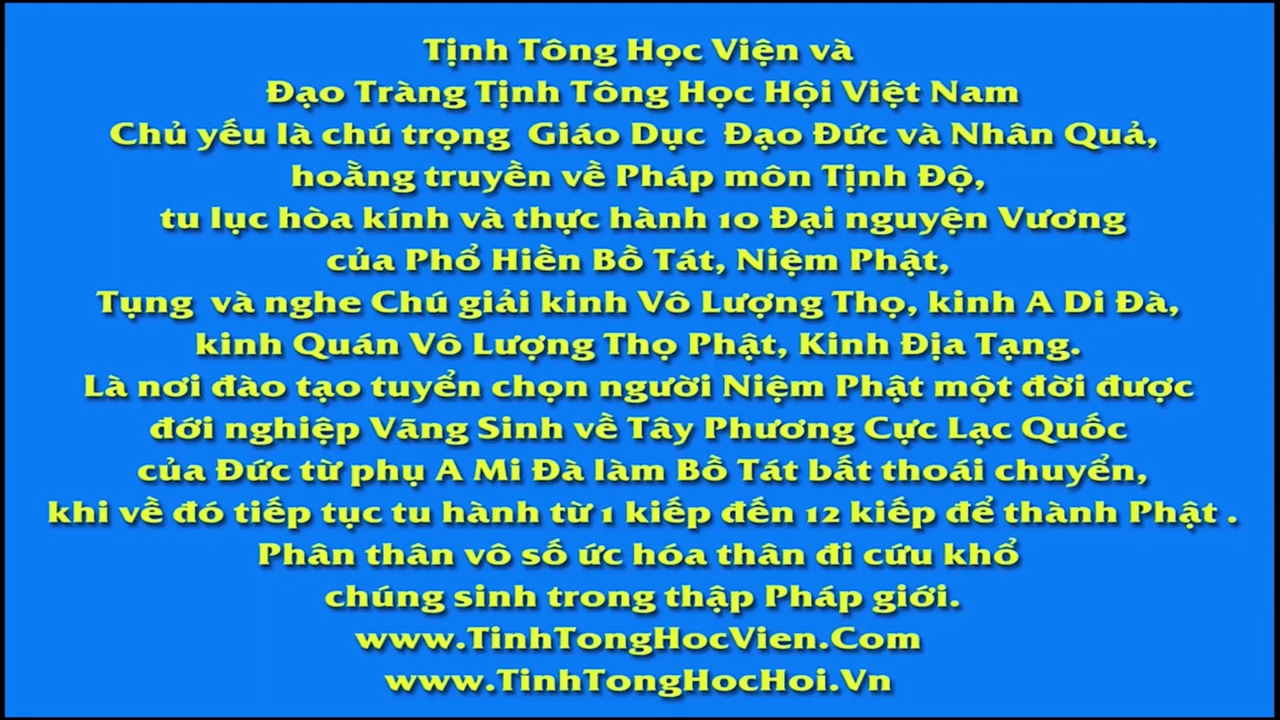 Tịnh Tông Học Viện và
Đạo Tràng Tịnh Tông Học Hội Việt Nam
Chủ yếu là chú trọng Giáo Dục Đạo Đức và Nhân Quả,
hoằng truyền về Pháp môn Tịnh Độ,
tu lục hòa kính và thực hành 10 Đại nguyện Vương
của Phổ Hiền Bồ Tát, Niệm Phật,
Tụng và nghe Chú giải kinh Vô Lượng Thọ, kinh A Di Đà,
kinh Quán Vô Lượng Thọ Phật, Kinh Địa Tạng.
Là nơi đào tạo tuyển chọn người Niệm Phật một đời được
đới nghiệp Vãng Sinh về Tây Phương Cực Lạc Quốc
của Đức từ phụ A Mi Đà làm Bồ Tát bất thoái chuyển,
khi về đó tiếp tục tu hành từ 1 kiếp đến 12 kiếp để thành Phật .
Phân thân vô số ức hóa thân đi cứu khổ
chúng sinh trong thập Pháp giới.
www.TinhTongHocVien.Com
www.TinhTongHocHoi.Vn